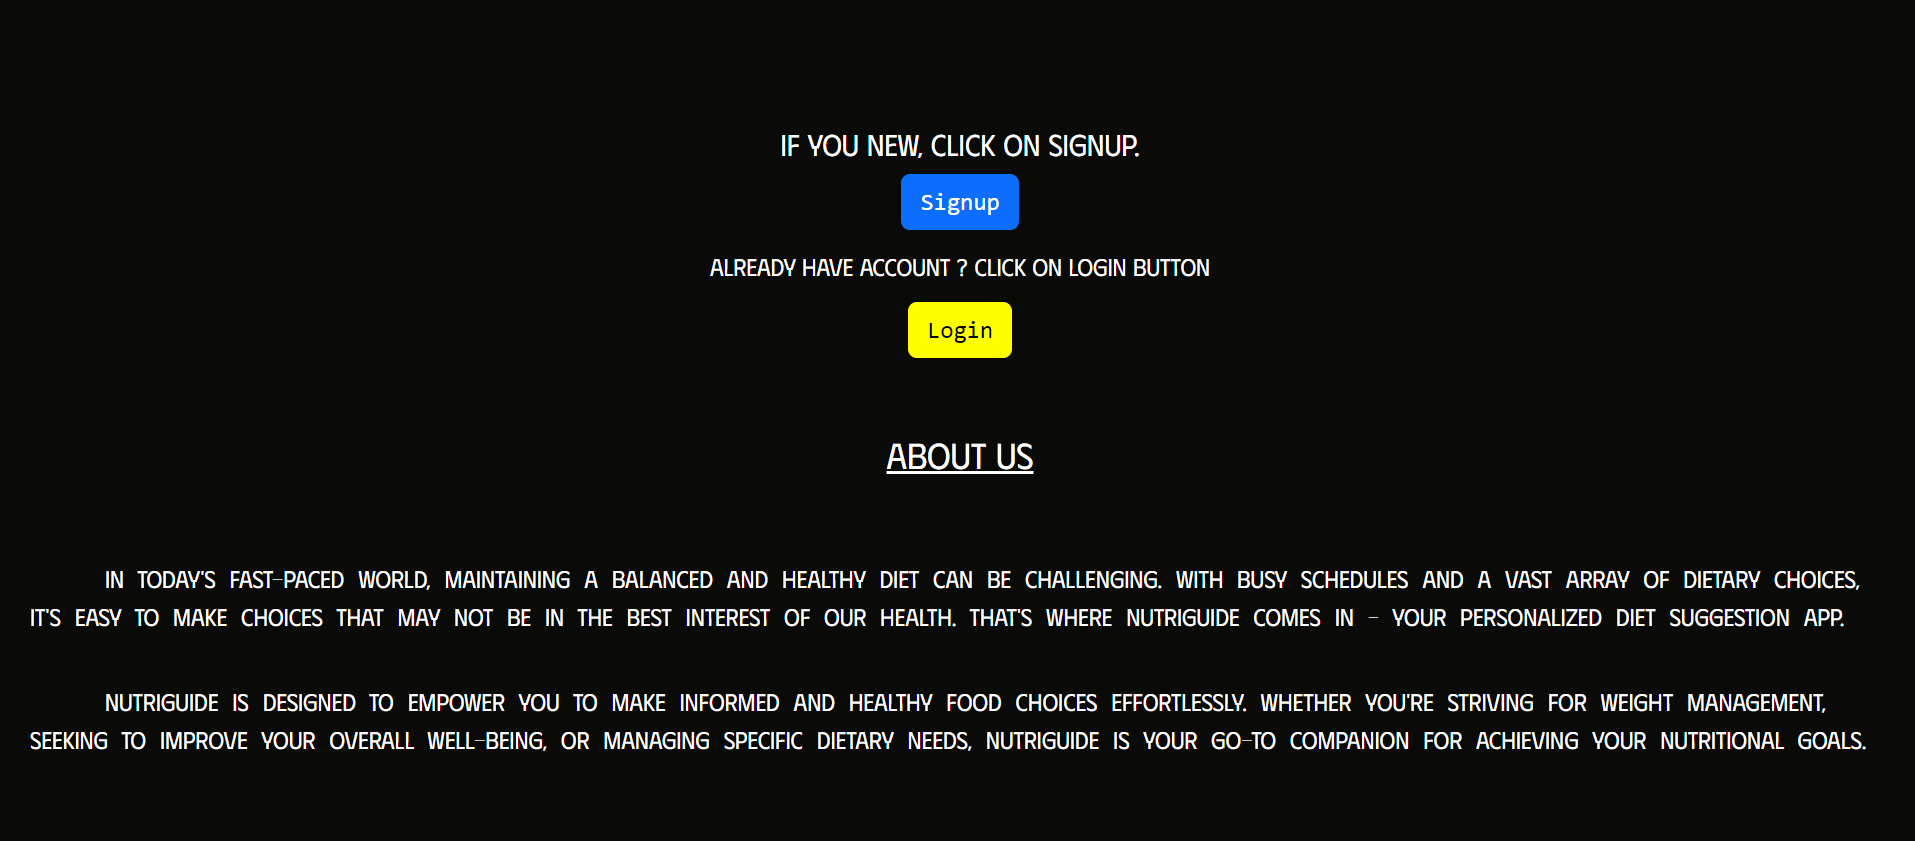 IF YOU NEW, CLICK ON SIGNUP.
Signup
ALREADY HAVE ACCOUNT ? CLICK ON LOGIN BUTTON
Login
ABOUT US
IN TODAY'S FAST-PACED WORLD, MAINTAINING A BALANCED AND HEALTHY DIET CAN BE CHALLENGING. WITH BUSY SCHEDULES AND A VAST ARRAY OF DIETARY CHOICES,
IT'S EASY TO MAKE CHOICES THAT MAY NOT BE IN THE BEST INTEREST OF OUR HEALTH. THAT'S WHERE NUTRIGUIDE COMES IN - YOUR PERSONALIZED DIET SUGGESTION APP.
NUTRIGUIDE IS DESIGNED TO EMPOWER YOU TO MAKE INFORMED AND HEALTHY FOOD CHOICES EFFORTLESSLY. WHETHER YOU'RE STRIVING FOR WEIGHT MANAGEMENT,
SEEKING TO IMPROVE YOUR OVERALL WELL-BEING, OR MANAGING SPECIFIC DIETARY NEEDS, NUTRIGUIDE IS YOUR GO-TO COMPANION FOR ACHIEVING YOUR NUTRITIONAL GOALS.